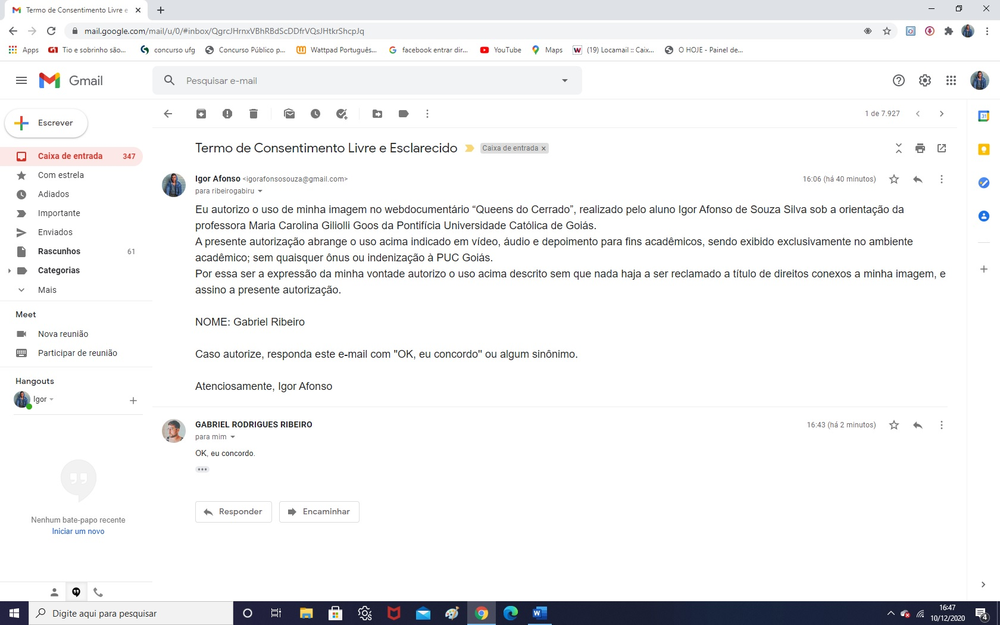 Termo de Consentimento Livre e
mail.google.com/mail/u/0/#inbox/QgrcJHrnxVBhRBdScDDfrVQsJHtkrShcpJq
Apps
Tio e sobrinho são...
concurso ufg
Concurso Público p...
Wattpad Português...
facebook entrar dir...
YouTube
Maps
(19) Locamail :: Caix...
O HOJE - Painel de...
Gmail
Pesquisar e-mail
Escrever
1 de 7.927
31
Caixa de entrada 347
Com estrela
Adiados
Importante
Enviados
Rascunhos 61
Categorias
Mais
Meet
Nova reunião
Participar de reunião
Hangouts
Igor
Nenhum bate-papo recente
Iniciar um novo
Termo de Consentimento Livre e Esclarecido
Caixa de entrada x
Igor Afonso <igorafonsosouza@gmail.com>
16:06 (há 40 minutos)
para ribeirogabiru
Eu autorizo o uso de minha imagem no webdocumentário “Queens do Cerrado”, realizado pelo aluno Igor Afonso de Souza Silva sob a orientação da
professora Maria Carolina Giliolli Goos da Pontifícia Universidade Católica de Goiás.
A presente autorização abrange o uso acima indicado em vídeo, áudio e depoimento para fins acadêmicos, sendo exibido exclusivamente no ambiente
acadêmico; sem quaisquer ônus ou indenização à PUC Goiás.
Por essa ser a expressão da minha vontade autorizo o uso acima descrito sem que nada haja a ser reclamado a título de direitos conexos a minha imagem, e
assino a presente autorização.
NOME: Gabriel Ribeiro
Caso autorize, responda este e-mail com "OK, eu concordo" ou algum sinônimo.
Atenciosamente, Igor Afonso
GABRIEL RODRIGUES RIBEIRO
16:43 (há 2 minutos)
para mim
OK, eu concordo.
Responder
Encaminhar
Digite aqui para pesquisar
16:47
10/12/2020
4